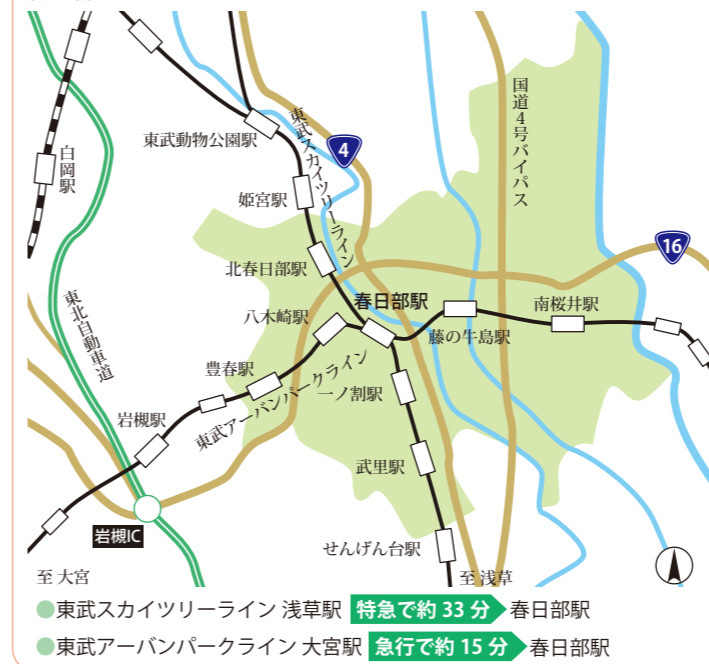 東武動物公園駅
東武スカイツリーライン
4
国道4号バイパス
白岡駅
姫宮駅
16
北春日部駅
東北自動車道
八木崎駅
春日部駅
南桜井駅
藤の牛島駅
豊春駅
東武アーバンパークライン
一ノ割駅
岩槻駅
武里駅
岩槻IC
せんげん台駅
至 大宮
至 浅草
●東武スカイツリーライン 浅草駅 特急で約 33 分 春日部駅
●東武アーバンパークライン 大宮駅 急行で約 15 分 春日部駅